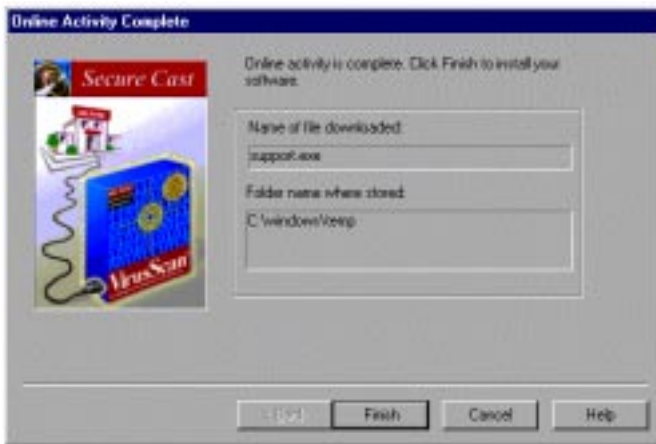 Online Activity Complete
Secure Cast
Online activity is complete. Click Finish to install your
software.
Name of file downloaded:
support.exe
Folder name where stored:
C:\windows\temp
VirusScan
< Back
Finish
Cancel
Help